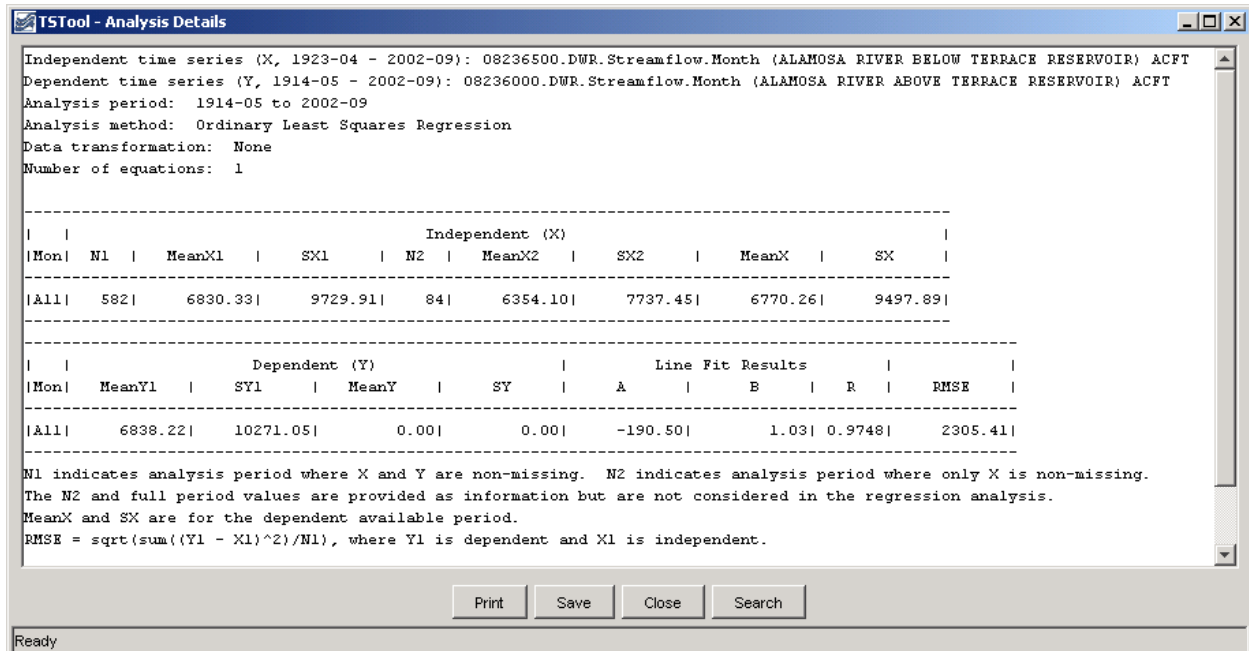 TSTool - Analysis Details
Independent time series (X, 1923-04 - 2002-09): 08236500.DWR.Streamflow.Month (ALAMOSA RIVER BELOW TERRACE RESERVOIR) ACFT
Dependent time series (Y, 1914-05 - 2002-09): 08236000.DWR.Streamflow.Month (ALAMOSA RIVER ABOVE TERRACE RESERVOIR) ACFT
Analysis period: 1914-05 to 2002-09
Analysis method: Ordinary Least Squares Regression
Data transformation: None
Number of equations: 1
-------------------------------------------------------------------------------------------------
| | Independent (X) |
|Mon| N1 | MeanX1 | SX1 | N2 | MeanX2 | SX2 | MeanX | SX |
-------------------------------------------------------------------------------------------------
|All| 582| 6830.33| 9729.91| 84| 6354.10| 7737.45| 6770.26| 9497.89|
-------------------------------------------------------------------------------------------------
--------------------------------------------------------------------------------------------------------
| | Dependent (Y) | Line Fit Results | |
|Mon| MeanY1 | SY1 | MeanY | SY | A | B | R | RMSE |
--------------------------------------------------------------------------------------------------------
|All| 6838.22| 10271.05| 0.00| 0.00| -190.50| 1.03| 0.9748| 2305.41|
--------------------------------------------------------------------------------------------------------
N1 indicates analysis period where X and Y are non-missing. N2 indicates analysis period where only X is non-missing.
The N2 and full period values are provided as information but are not considered in the regression analysis.
MeanX and SX are for the dependent available period.
RMSE = sqrt(sum((Y1 - X1)^2)/N1), where Y1 is dependent and X1 is independent.
Print Save Close Search
Ready